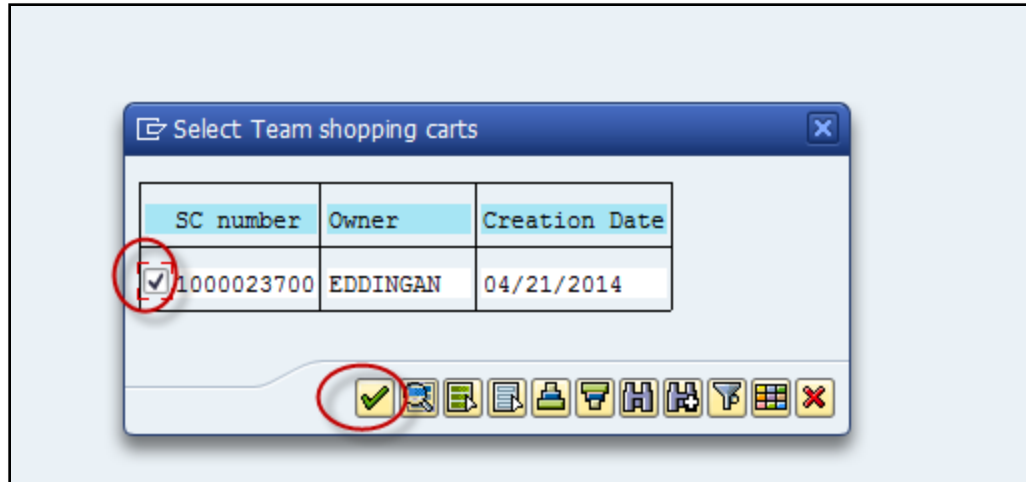 Select Team shopping carts
SC number Owner Creation Date
1000023700 EDDINGAN 04/21/2014